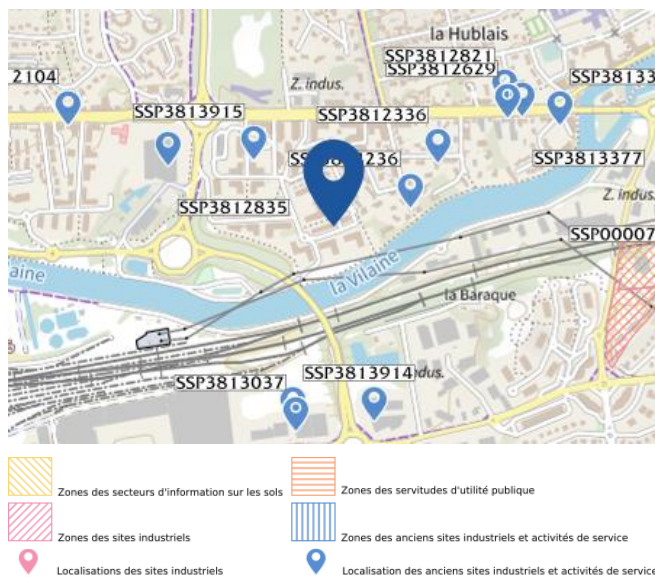 la Hublais
SSP3812821
SSP3812629
2104
Z. indus.
SSP38133
SSP3813915
SSP3812336
236
SSP3813377
Z. indus.
SSP3812835
SSP00007
la Vilaine
aine
la Baraque
SSP3813037
SSP3813914
dus.
Zones des secteurs d'information sur les sols
Zones des servitudes d'utilité publique
Zones des sites industriels
Zones des anciens sites industriels et activités de service
Localisations des sites industriels
Localisation des anciens sites industriels et activités de service